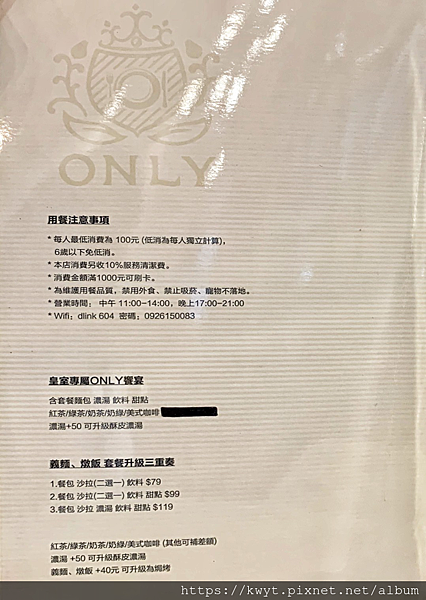 ONLY
用餐注意事項
* 每人最低消費為 100元 (低消為每人獨立計算),
6歲以下免低消。
* 本店消費另收10%服務清潔費。
* 消費金額滿1000元可刷卡。
* 為維護用餐品質，禁用外食、禁止吸菸、寵物不落地。
* 營業時間： 中午 11:00-14:00，晚上17:00-21:00
* Wifi：dlink 604 密碼：0926150083
皇室專屬ONLY饗宴
含套餐麵包 濃湯 飲料 甜點
紅茶/綠茶/奶茶/奶綠/美式咖啡
濃湯+50 可升級酥皮濃湯
義麵、燉飯 套餐升級三重奏
1.餐包 沙拉(二選一) 飲料 $79
2.餐包 沙拉(二選一) 飲料 甜點 $99
3.餐包 沙拉 濃湯 飲料 甜點 $119
紅茶/綠茶/奶茶/奶綠/美式咖啡 (其他可補差額)
濃湯 +50 可升級酥皮濃湯
義麵、燉飯 +40元 可升級為焗烤
https://kwyt.pixnet.net/album